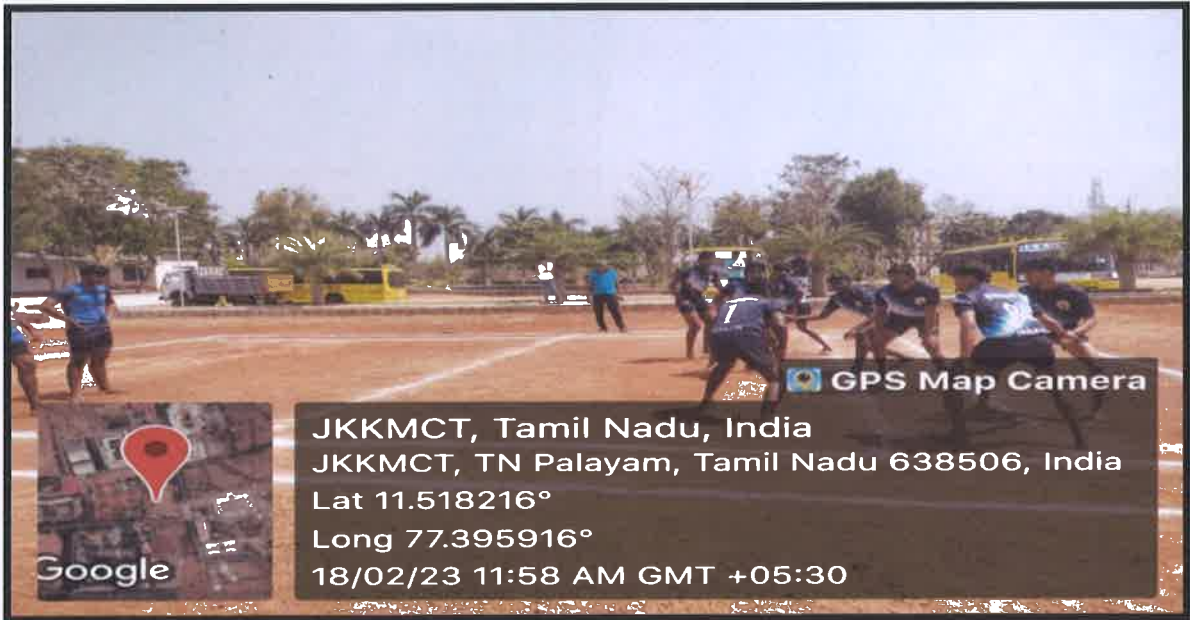 GPS Map Camera
JKKMCT, Tamil Nadu, India
JKKMCT, TN Palayam, Tamil Nadu 638506, India
Lat 11.518216°
Long 77.395916°
18/02/23 11:58 AM GMT +05:30
Google